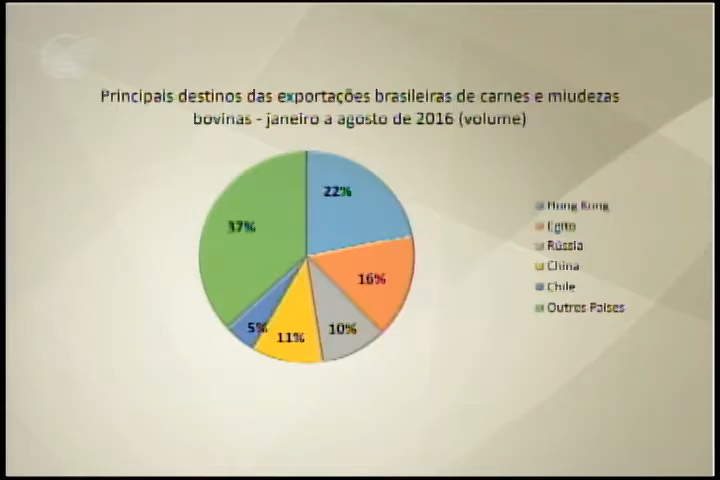 Principais destinos das exportações brasileiras de carnes e miudezas
bovinas - janeiro a agosto de 2016 (volume)
22%
37%
16%
5%
11%
10%
Hong Kong
Egito
Rússia
China
Chile
Outros Países